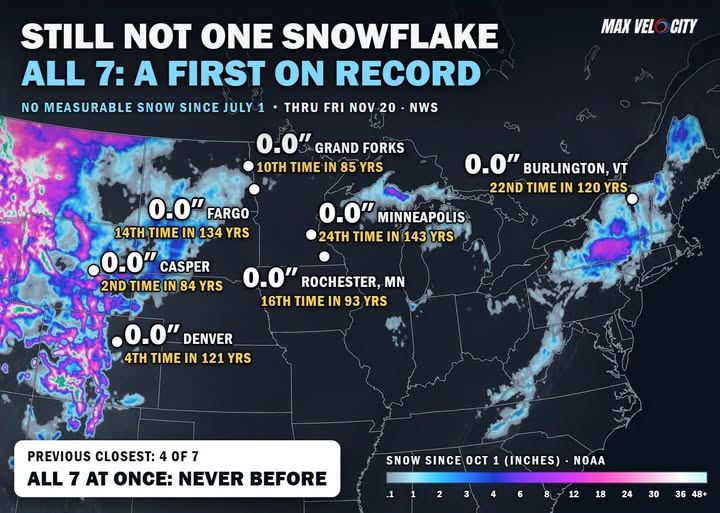 STILL NOT ONE SNOWFLAKE
MAX VELOCITY
ALL 7: A FIRST ON RECORD
NO MEASURABLE SNOW SINCE JULY 1 • THRU FRI NOV 20 · NWS
0.0″ GRAND FORKS
10TH TIME IN 85 YRS
0.0″ BURLINGTON, VT
22ND TIME IN 120 YRS
0.0″ FARGO
14TH TIME IN 134 YRS
0.0″ MINNEAPOLIS
24TH TIME IN 143 YRS
0.0″ CASPER
2ND TIME IN 84 YRS
0.0″ ROCHESTER, MN
16TH TIME IN 93 YRS
0.0″ DENVER
4TH TIME IN 121 YRS
PREVIOUS CLOSEST: 4 OF 7
ALL 7 AT ONCE: NEVER BEFORE
SNOW SINCE OCT 1 (INCHES) · NOAA
.1 1 2 3 4 6 8 12 18 24 30 36 48+